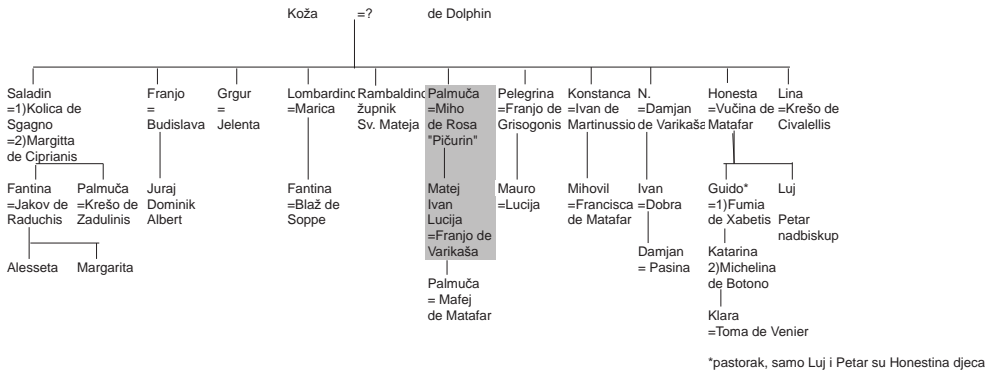 Koža =? de Dolphin
Saladin
=1)Kolica de
Sgagno
=2)Margitta
de Ciprianis
Franjo
=
Budislava
Grgur
=
Jelenta
Lombardino
=Marica
Rambaldino
župnik
Sv. Mateja
Palmuča
=Miho
de Rosa
"Pičurin"
Pelegrina
=Franjo de
Grisogonis
Konstanca
=Ivan de
Martinussio
N.
=Damjan
de Varikaša
Honesta
=Vučina de
Matafar
Lina
=Krešo de
Civalellis
Fantina
=Jakov de
Raduchis
Palmuča
=Krešo de
Zadulinis
Juraj
Dominik
Albert
Fantina
=Blaž de
Soppe
Matej
Ivan
Lucija
=Franjo de
Varikaša
Mauro
=Lucija
Mihovil
=Francisca
de Matafar
Ivan
=Dobra
Guido*
=1)Fumia
de Xabetis
Luj
Petar
nadbiskup
Alesseta
Margarita
Palmuča
= Mafej
de Matafar
Damjan
= Pasina
Katarina
2)Michelina
de Botono
Klara
=Toma de Venier
*pastorak, samo Luj i Petar su Honestina djeca